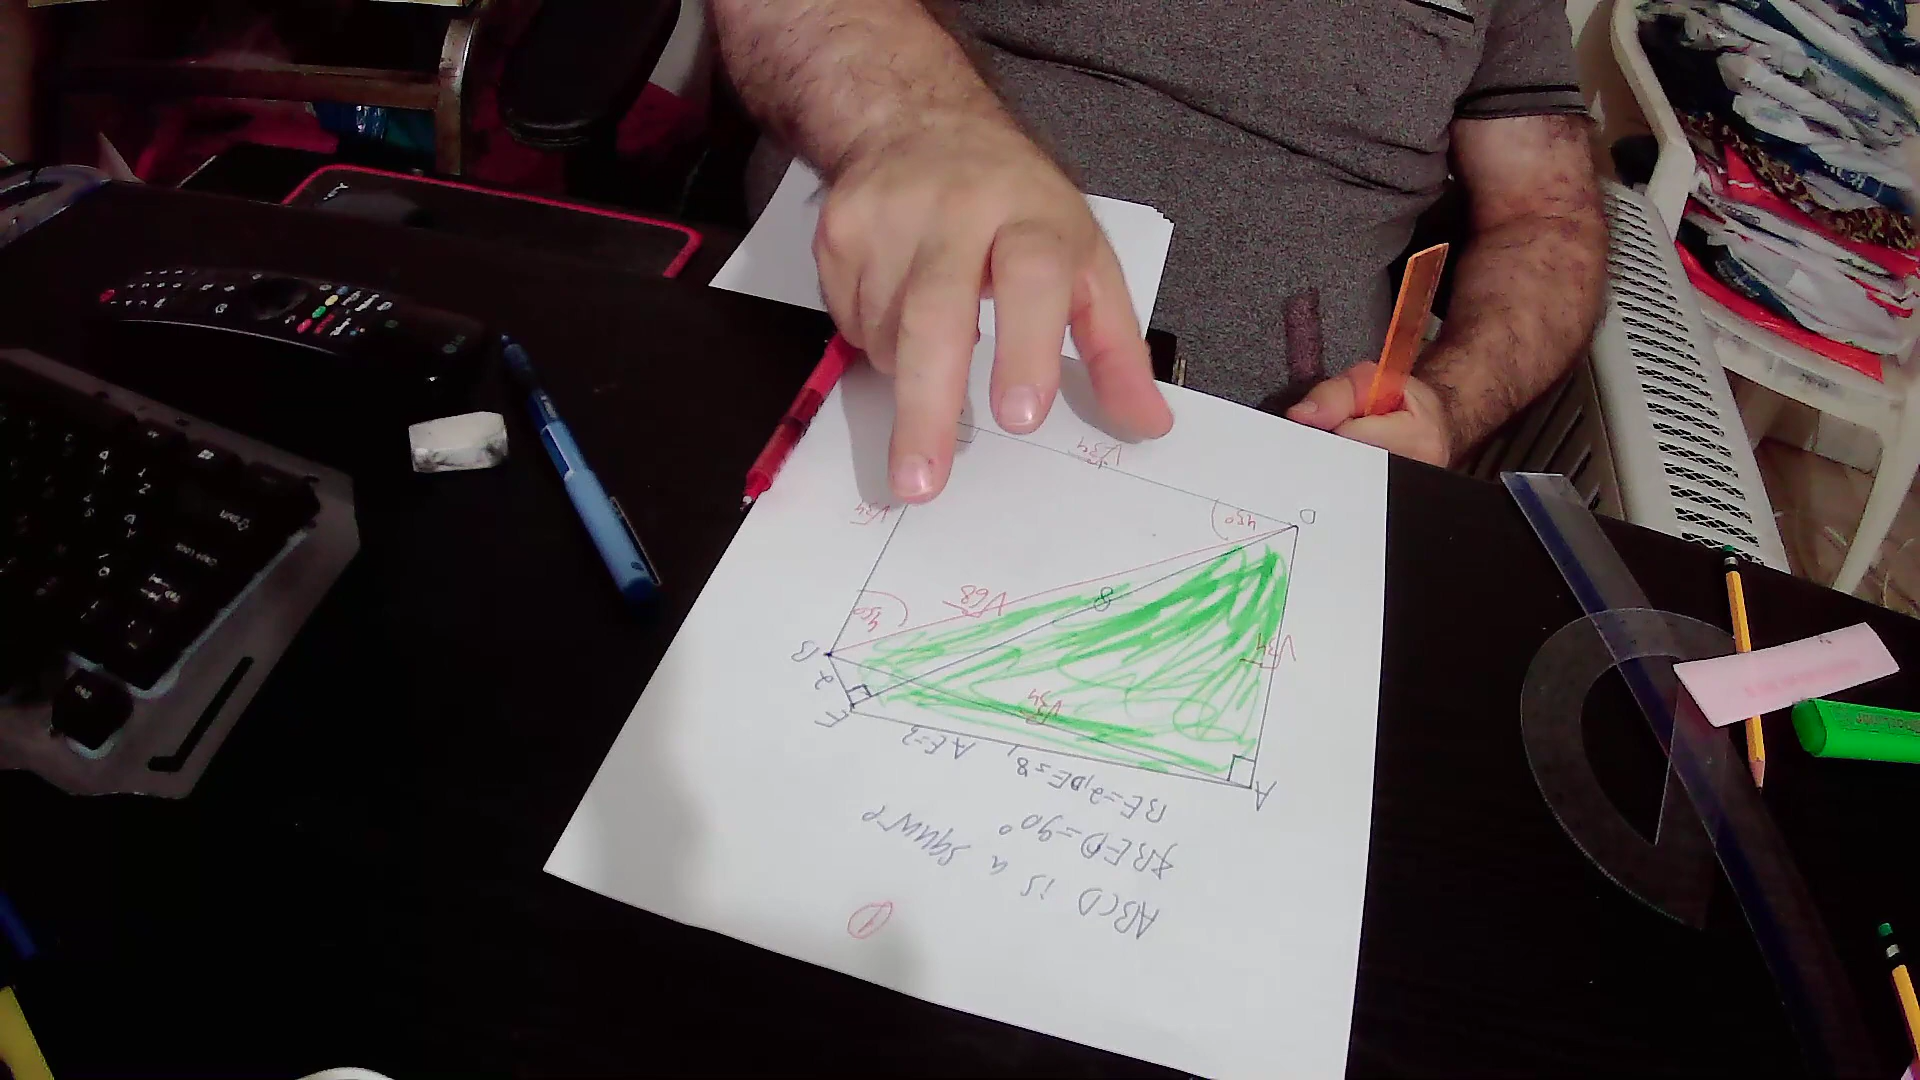 ①
ABCD is a square
∡BED=90°
BE=2, DE=8, AE=?
A
E
2
B
√34
√34
8
√68
45°
45°
D
√34
√34